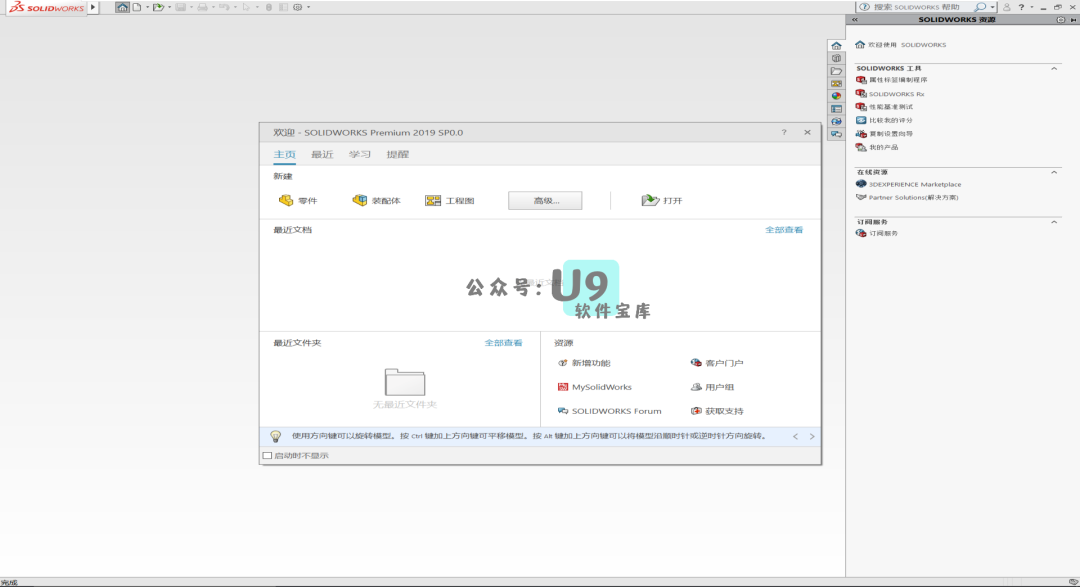 SOLIDWORKS
搜索 SOLIDWORKS 帮助
?
SOLIDWORKS 资源
欢迎使用 SOLIDWORKS
SOLIDWORKS 工具
属性标签编制程序
SOLIDWORKS Rx
性能基准测试
比较我的评分
复制设置向导
我的产品
在线资源
3DEXPERIENCE Marketplace
Partner Solutions(解决方案)
订阅服务
订阅服务
欢迎 - SOLIDWORKS Premium 2019 SP0.0
?
主页 最近 学习 提醒
新建
零件 装配体 工程图 高级... 打开
最近文档 全部查看
公众号: U9
软件宝库
最近文件夹 全部查看
无最近文件夹
资源
新增功能 客户门户
MySolidWorks 用户组
SOLIDWORKS Forum 获取支持
使用方向键可以旋转模型。按 Ctrl 键加上方向键可平移模型。按 Alt 键加上方向键可以将模型沿顺时针或逆时针方向旋转。
启动时不显示
完成